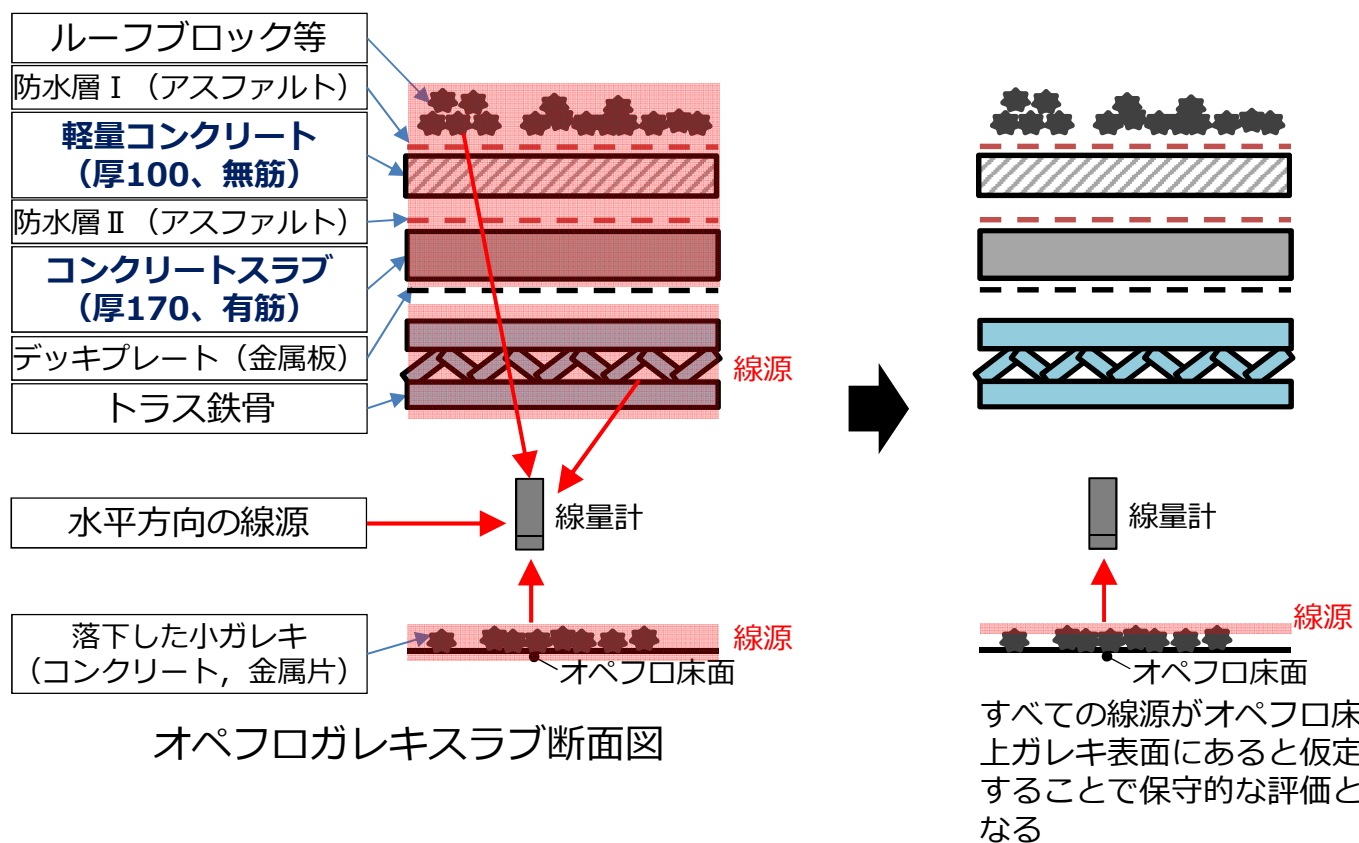 ルーフブロック等
防水層Ⅰ（アスファルト）
軽量コンクリート
（厚100、無筋）
防水層Ⅱ（アスファルト）
コンクリートスラブ
（厚170、有筋）
デッキプレート（金属板）
トラス鉄骨
線源
水平方向の線源
線量計
線量計
落下した小ガレキ
（コンクリート，金属片）
線源
線源
オペフロ床面
オペフロ床面
オペフロガレキスラブ断面図
すべての線源がオペフロ床
上ガレキ表面にあると仮定
することで保守的な評価と
なる